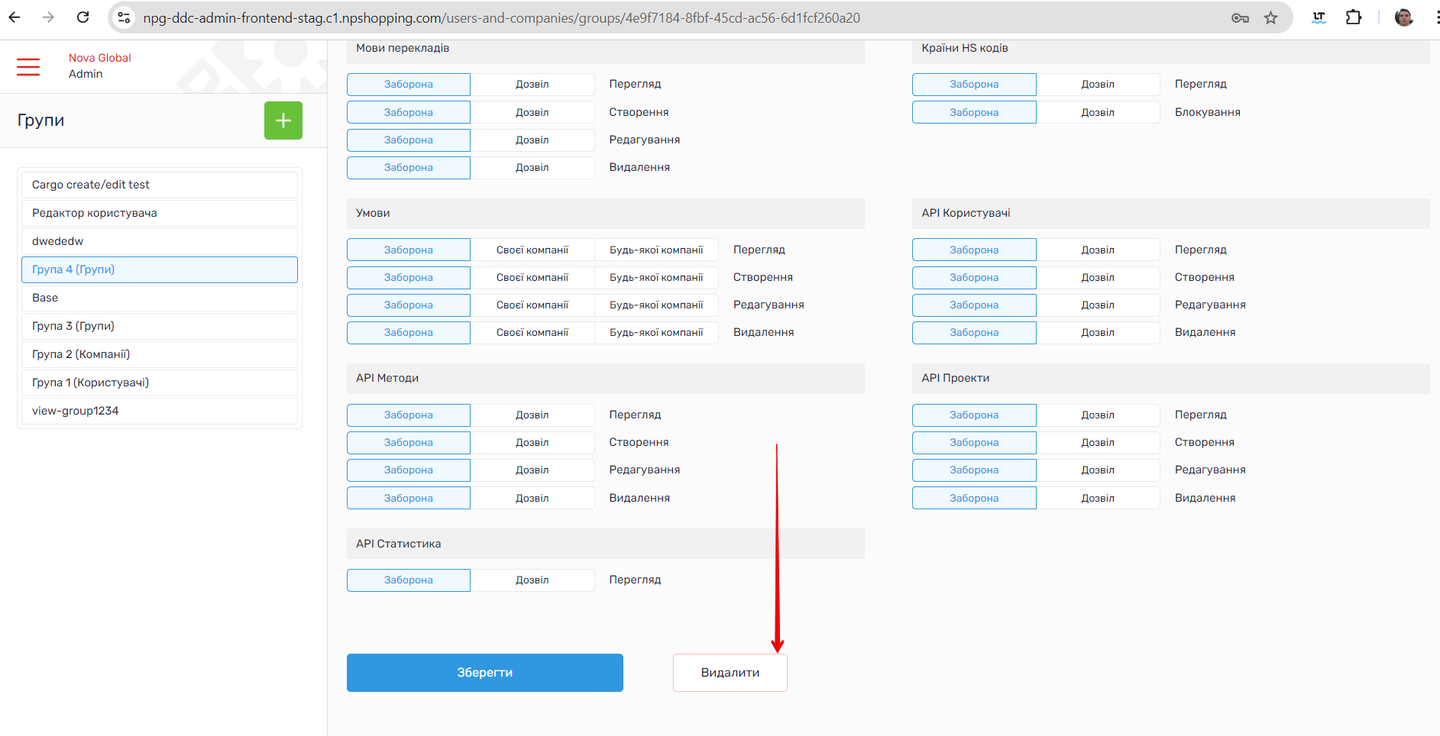 npg-ddc-admin-frontend-stag.c1.npshopping.com/users-and-companies/groups/4e9f7184-8fbf-45cd-ac56-6d1fcf260a20
LT
Nova Global
Admin
Групи
+
Cargo create/edit test
Редактор користувача
dwededw
Група 4 (Групи)
Base
Група 3 (Групи)
Група 2 (Компанії)
Група 1 (Користувачі)
view-group1234
Мови перекладів
Заборона Дозвіл Перегляд
Заборона Дозвіл Створення
Заборона Дозвіл Редагування
Заборона Дозвіл Видалення
Країни HS кодів
Заборона Дозвіл Перегляд
Заборона Дозвіл Блокування
Умови
Заборона Своєї компанії Будь-якої компанії Перегляд
Заборона Своєї компанії Будь-якої компанії Створення
Заборона Своєї компанії Будь-якої компанії Редагування
Заборона Своєї компанії Будь-якої компанії Видалення
API Користувачі
Заборона Дозвіл Перегляд
Заборона Дозвіл Створення
Заборона Дозвіл Редагування
Заборона Дозвіл Видалення
API Методи
Заборона Дозвіл Перегляд
Заборона Дозвіл Створення
Заборона Дозвіл Редагування
Заборона Дозвіл Видалення
API Проекти
Заборона Дозвіл Перегляд
Заборона Дозвіл Створення
Заборона Дозвіл Редагування
Заборона Дозвіл Видалення
API Статистика
Заборона Дозвіл Перегляд
Зберегти
Видалити